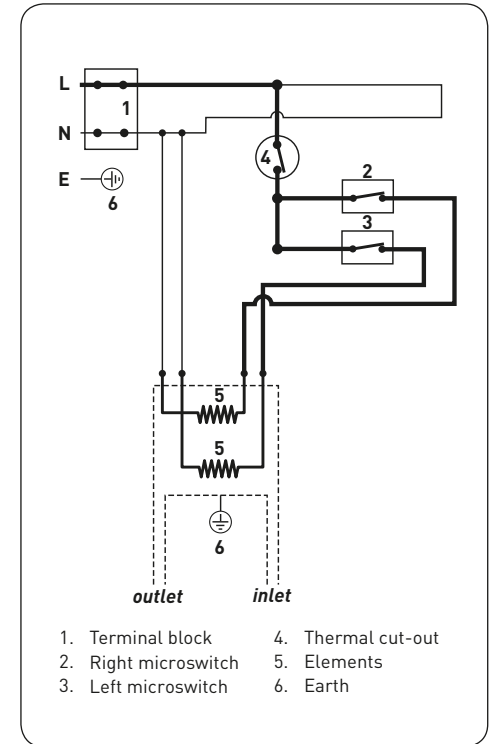 L
1
N
4
E
6
2
3
5
5
6
outlet inlet
1. Terminal block
2. Right microswitch
3. Left microswitch
4. Thermal cut-out
5. Elements
6. Earth